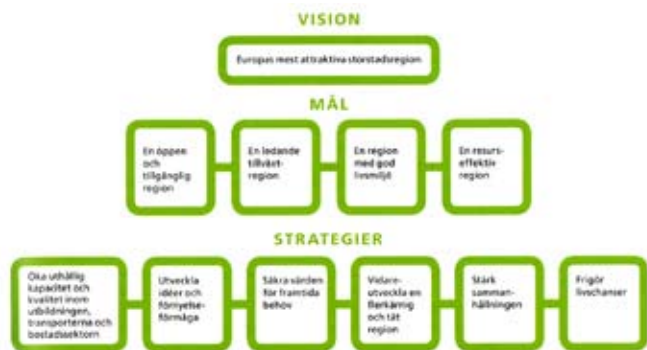 VISION
Europas mest attraktiva storstadsregion
MÅL
En öppen
och
tillgänglig
region
En ledande
tillväxt-
region
En region
med god
livsmiljö
En resurs-
effektiv
region
STRATEGIER
Öka uthållig
kapacitet och
kvalitet inom
utbildningen,
transporterna och
bostadssektorn
Utveckla
idéer och
förnyelse-
förmåga
Säkra värden
för framtida
behov
Vidare-
utveckla en
flerkärnig
och tät
region
Stärk
samman-
hållningen
Frigör
livschanser